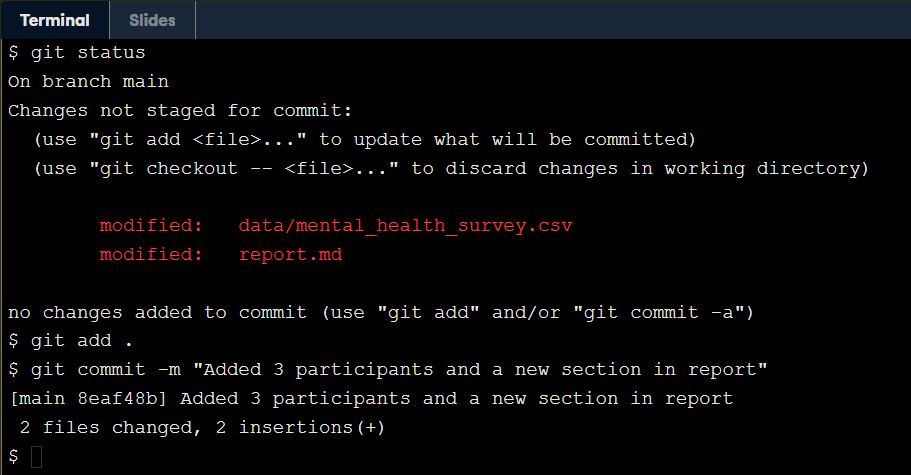 Terminal Slides
$ git status
On branch main
Changes not staged for commit:
  (use "git add <file>..." to update what will be committed)
  (use "git checkout -- <file>..." to discard changes in working directory)

        modified:   data/mental_health_survey.csv
        modified:   report.md

no changes added to commit (use "git add" and/or "git commit -a")
$ git add .
$ git commit -m "Added 3 participants and a new section in report"
[main 8eaf48b] Added 3 participants and a new section in report
 2 files changed, 2 insertions(+)
$